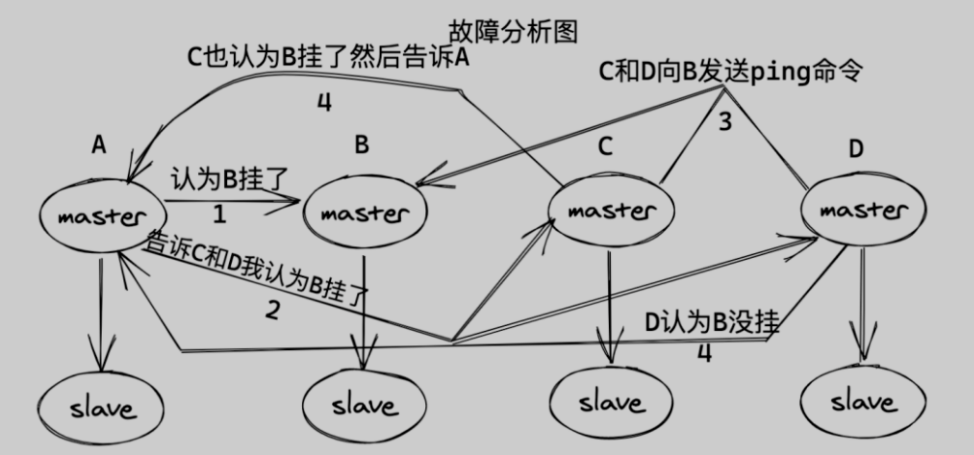 故障分析图
C也认为B挂了然后告诉A
C和D向B发送ping命令
4
3
A
B
C
D
认为B挂了
1
master
master
master
master
告诉C和D我认为B挂了
2
D认为B没挂
4
slave
slave
slave
slave